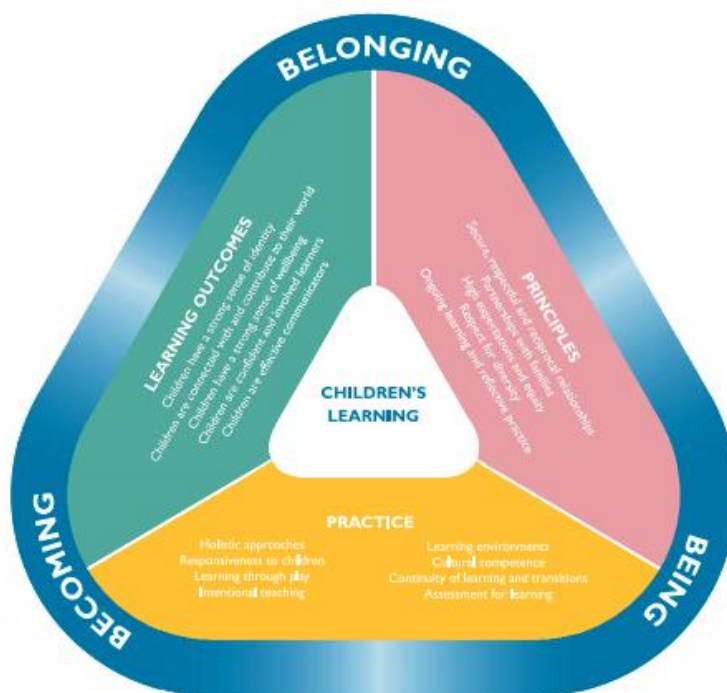 BELONGING
LEARNING OUTCOMES
Children have a strong sense of identity
Children are connected with and contribute to their world
Children have a strong sense of wellbeing
Children are confident and involved learners
Children are effective communicators
PRINCIPLES
Secure, respectful and reciprocal relationships
Partnerships with families
High expectations and equity
Respect for diversity
Ongoing learning and reflective practice
CHILDREN'S
LEARNING
PRACTICE
Holistic approaches
Responsiveness to children
Learning through play
Intentional teaching
Learning environments
Cultural competence
Continuity of learning and transitions
Assessment for learning
BECOMING
BEING